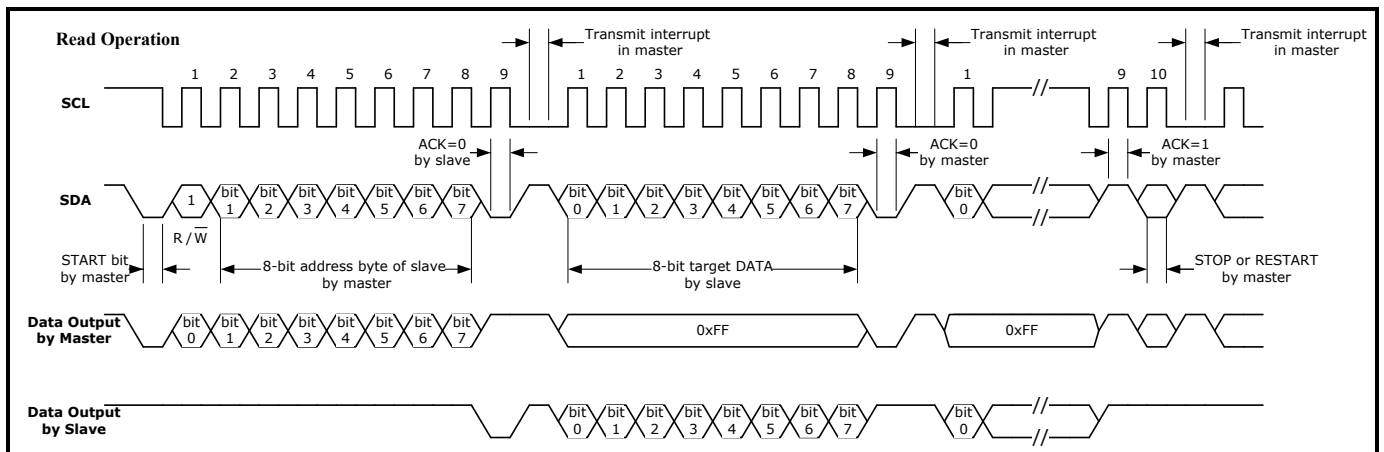 Read Operation
Transmit interrupt
in master
Transmit interrupt
in master
Transmit interrupt
in master
1 2 3 4 5 6 7 8 9 1 2 3 4 5 6 7 8 9 1 9 10
SCL
//
ACK=0
by slave
ACK=0
by master
ACK=1
by master
SDA
1 bit 1 bit 2 bit 3 bit 4 bit 5 bit 6 bit 7 bit 0 bit 1 bit 2 bit 3 bit 4 bit 5 bit 6 bit 7 bit 0 //
R / W̅
START bit
by master
8-bit address byte of slave
by master
8-bit target DATA
by slave
STOP or RESTART
by master
Data Output
by Master
bit 0 bit 1 bit 2 bit 3 bit 4 bit 5 bit 6 bit 7 0xFF 0xFF //
Data Output
by Slave
bit 0 bit 1 bit 2 bit 3 bit 4 bit 5 bit 6 bit 7 bit 0 //